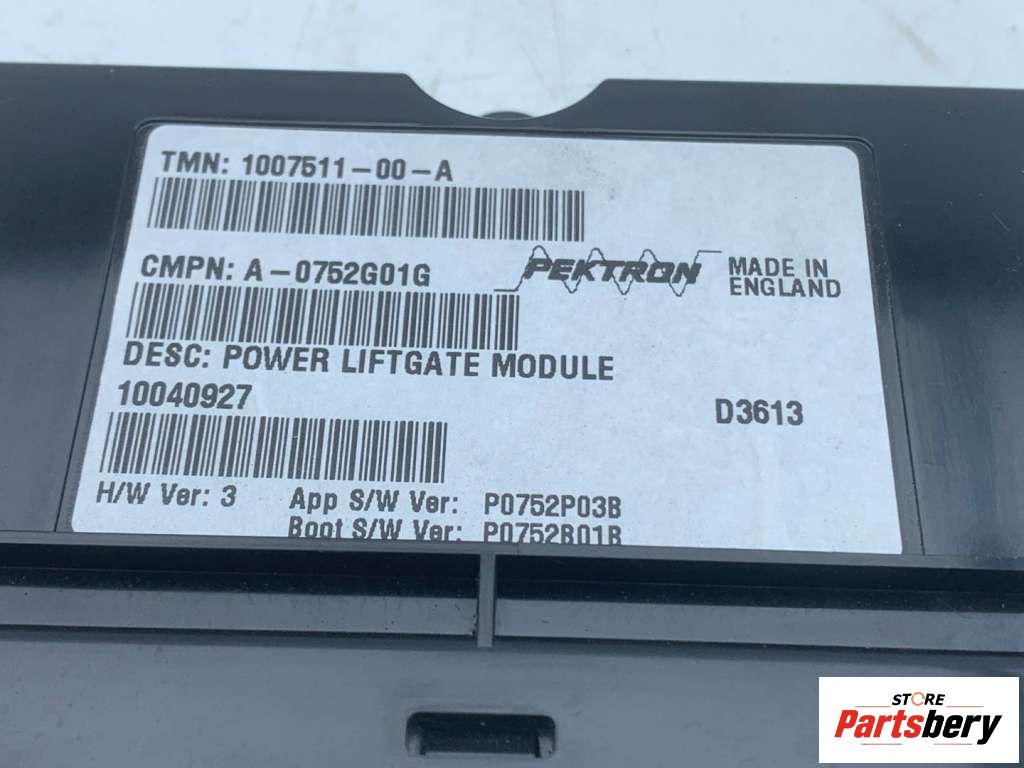 TMN: 1007511-00-A
CMPN: A-0752G01G
PEKTRON MADE IN
ENGLAND
DESC: POWER LIFTGATE MODULE
10040927
D3613
H/W Ver: 3 App S/W Ver: P0752P03B
Boot S/W Ver: P0752B01B
STORE
Partsbery